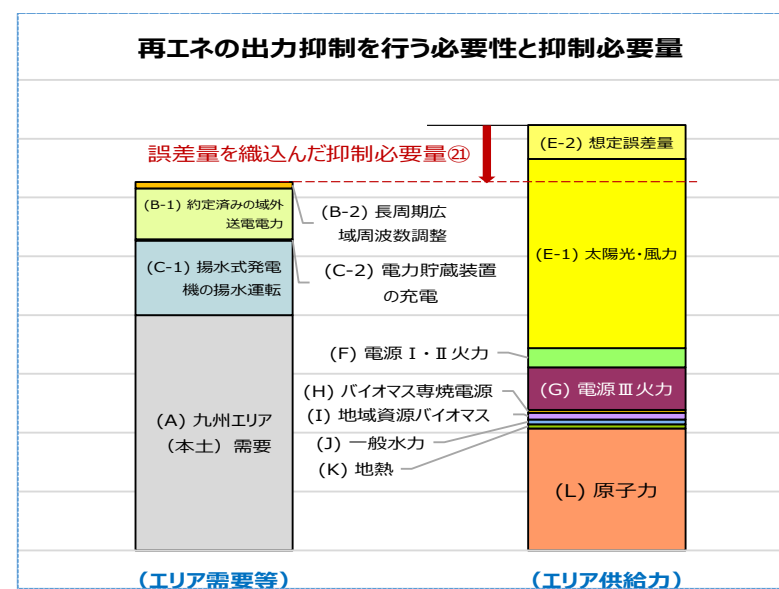 再エネの出力抑制を行う必要性と抑制必要量
誤差量を織込んだ抑制必要量㉑
(B-1) 約定済みの域外
送電電力
(B-2) 長周期広
域周波数調整
(C-1) 揚水式発電
機の揚水運転
(C-2) 電力貯蔵装置
の充電
(A) 九州エリア
（本土）需要
(E-2) 想定誤差量
(E-1) 太陽光・風力
(F) 電源Ⅰ・Ⅱ火力
(G) 電源Ⅲ火力
(H) バイオマス専焼電源
(I) 地域資源バイオマス
(J) 一般水力
(K) 地熱
(L) 原子力
（エリア需要等）
（エリア供給力）